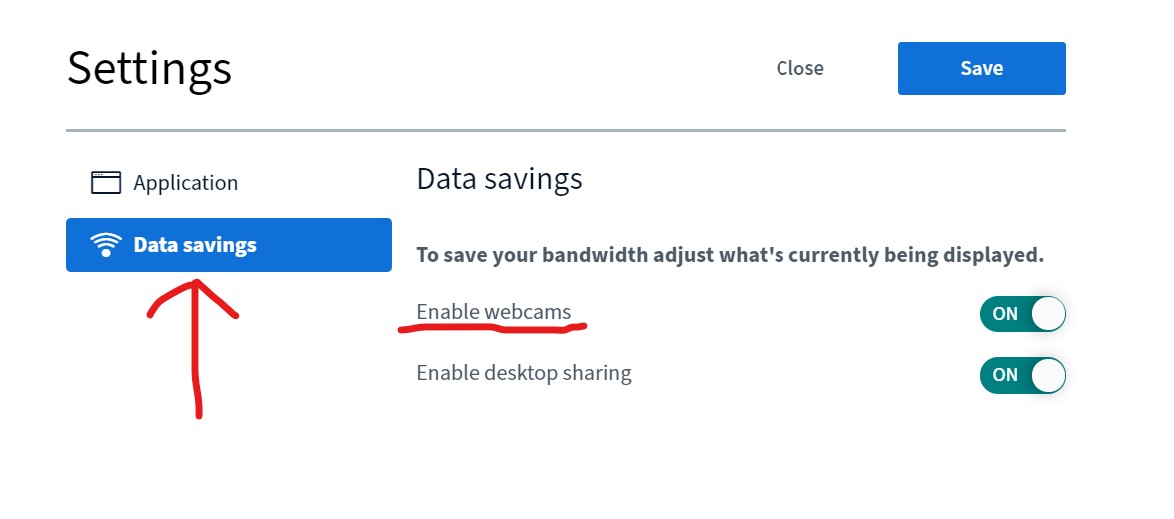 Settings
Close
Save
Application
Data savings
Data savings
To save your bandwidth adjust what's currently being displayed.
Enable webcams
ON
Enable desktop sharing
ON